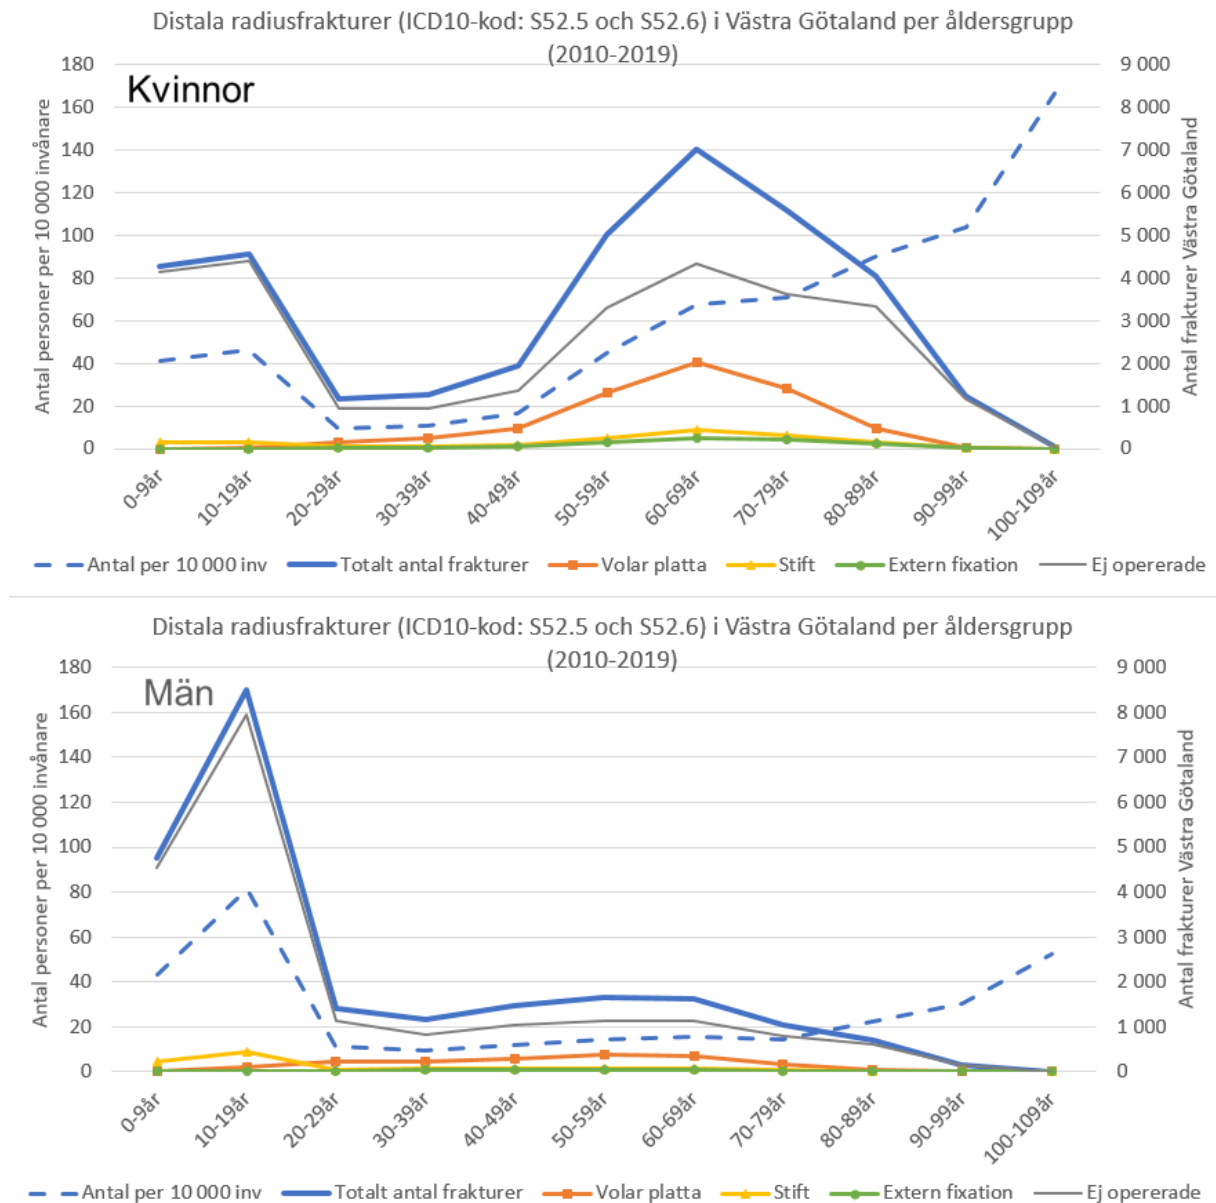 Distala radiusfrakturer (ICD10-kod: S52.5 och S52.6) i Västra Götaland per åldersgrupp
(2010-2019)
Kvinnor
Antal personer per 10 000 invånare
180
160
140
120
100
80
60
40
20
0
9 000
8 000
7 000
6 000
5 000
4 000
3 000
2 000
1 000
0
Antal frakturer Västra Götaland
0-9år
10-19år
20-29år
30-39år
40-49år
50-59år
60-69år
70-79år
80-89år
90-99år
100-109år
Antal per 10 000 inv Totalt antal frakturer Volar platta Stift Extern fixation Ej opererade
Distala radiusfrakturer (ICD10-kod: S52.5 och S52.6) i Västra Götaland per åldersgrupp
(2010-2019)
Män
Antal personer per 10 000 invånare
180
160
140
120
100
80
60
40
20
0
9 000
8 000
7 000
6 000
5 000
4 000
3 000
2 000
1 000
0
Antal frakturer Västra Götaland
0-9år
10-19år
20-29år
30-39år
40-49år
50-59år
60-69år
70-79år
80-89år
90-99år
100-109år
Antal per 10 000 inv Totalt antal frakturer Volar platta Stift Extern fixation Ej opererade